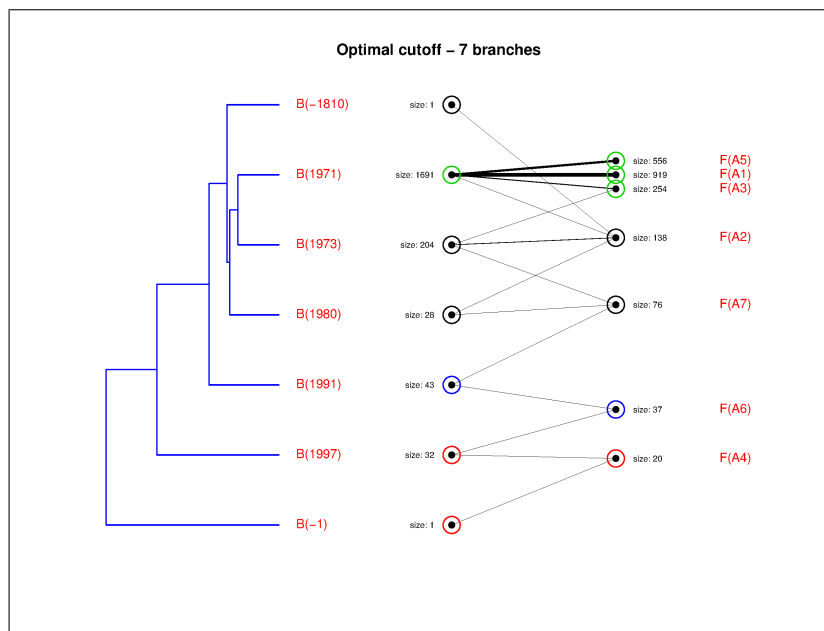 Optimal cutoff – 7 branches
B(−1810) size: 1
size: 556 F(A5)
B(1971) size: 1691 size: 919 F(A1)
size: 254 F(A3)
size: 138 F(A2)
B(1973) size: 204
size: 76 F(A7)
B(1980) size: 28
B(1991) size: 43
size: 37 F(A6)
B(1997) size: 32 size: 20 F(A4)
B(−1) size: 1